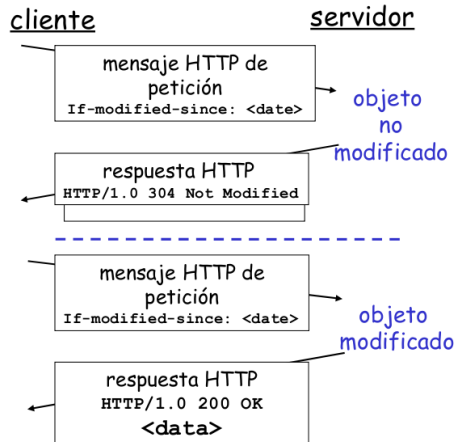 cliente
servidor
mensaje HTTP de
petición
If-modified-since: <date>
objeto
no
modificado
respuesta HTTP
HTTP/1.0 304 Not Modified
mensaje HTTP de
petición
If-modified-since: <date>
objeto
modificado
respuesta HTTP
HTTP/1.0 200 OK
<data>